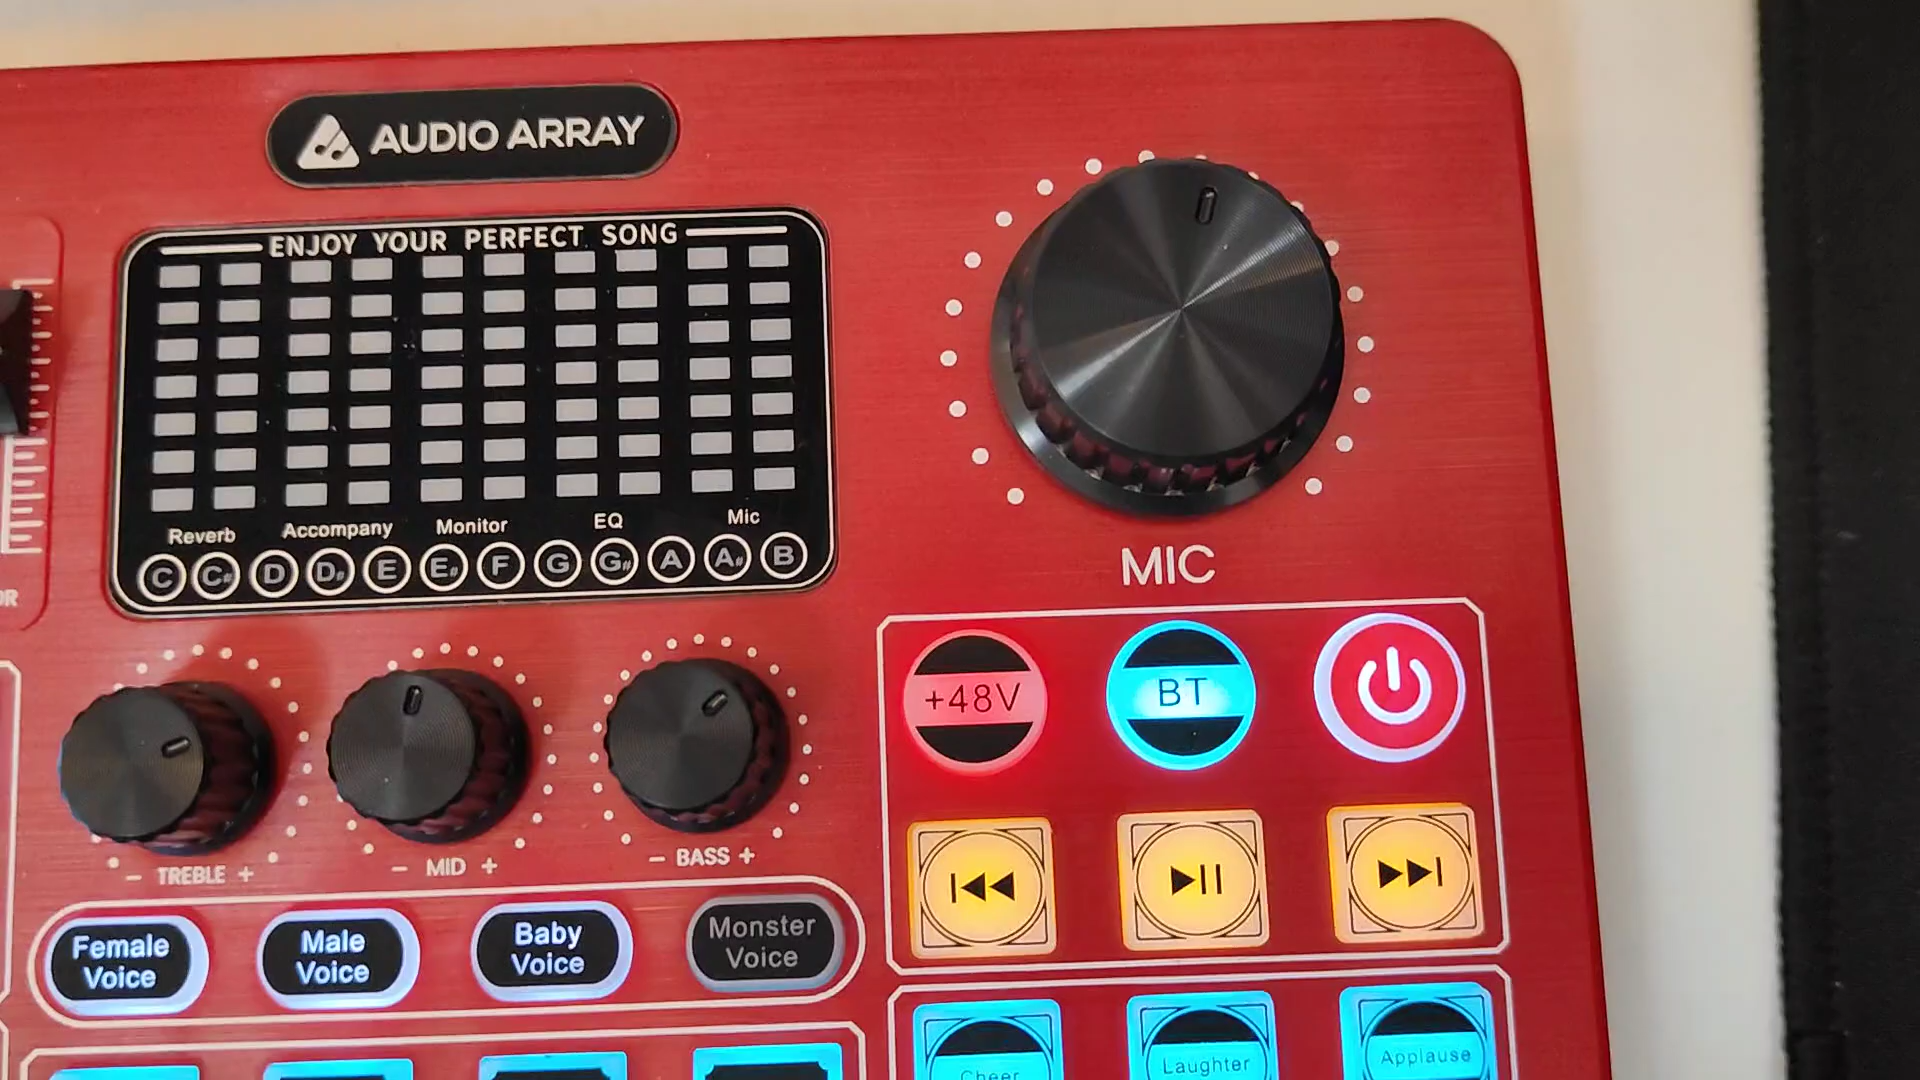 AUDIO ARRAY
ENJOY YOUR PERFECT SONG
Reverb Accompany Monitor EQ Mic
C C# D D# E E# F G G# A A# B
MIC
+48V BT
- TREBLE + - MID + - BASS +
Female Voice
Male Voice
Baby Voice
Monster Voice
Cheer Laughter Applause